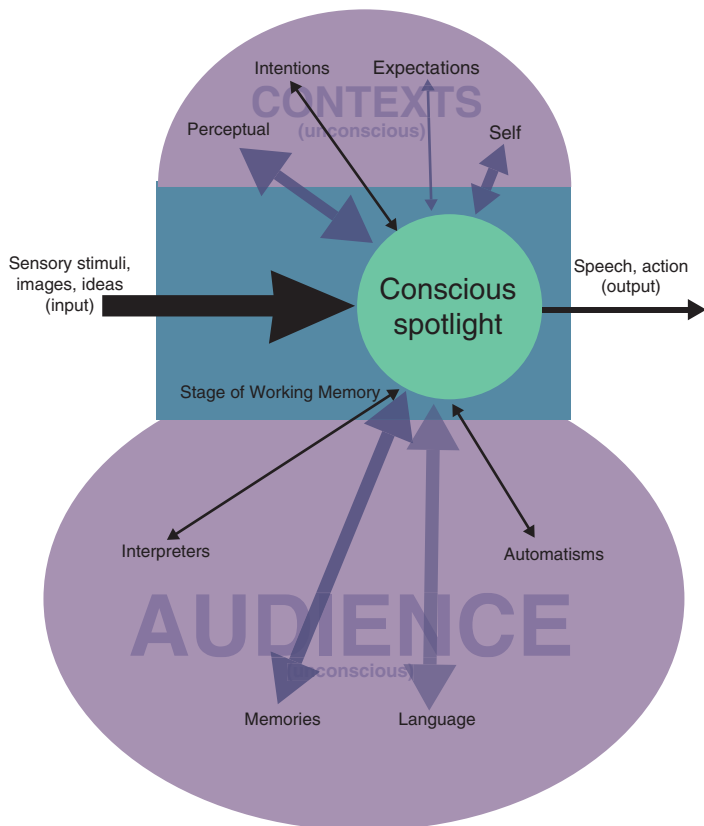 Intentions
Expectations
CONTEXTS
(unconscious)
Perceptual
Self
Sensory stimuli,
images, ideas
(input)
Conscious
spotlight
Speech, action
(output)
Stage of Working Memory
Interpreters
Automatisms
AUDIENCE
(unconscious)
Memories
Language